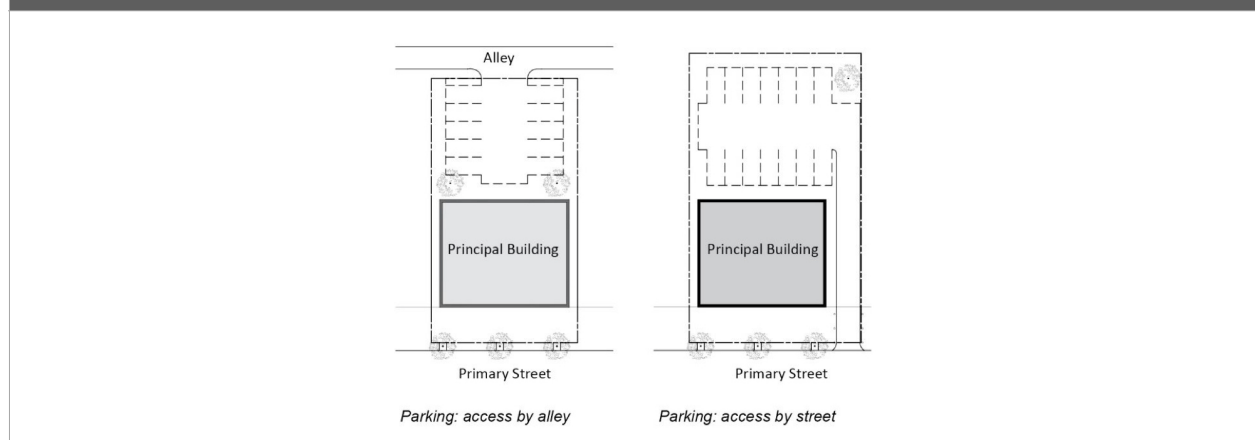 Alley
Principal Building
Principal Building
Primary Street
Primary Street
Parking: access by alley
Parking: access by street